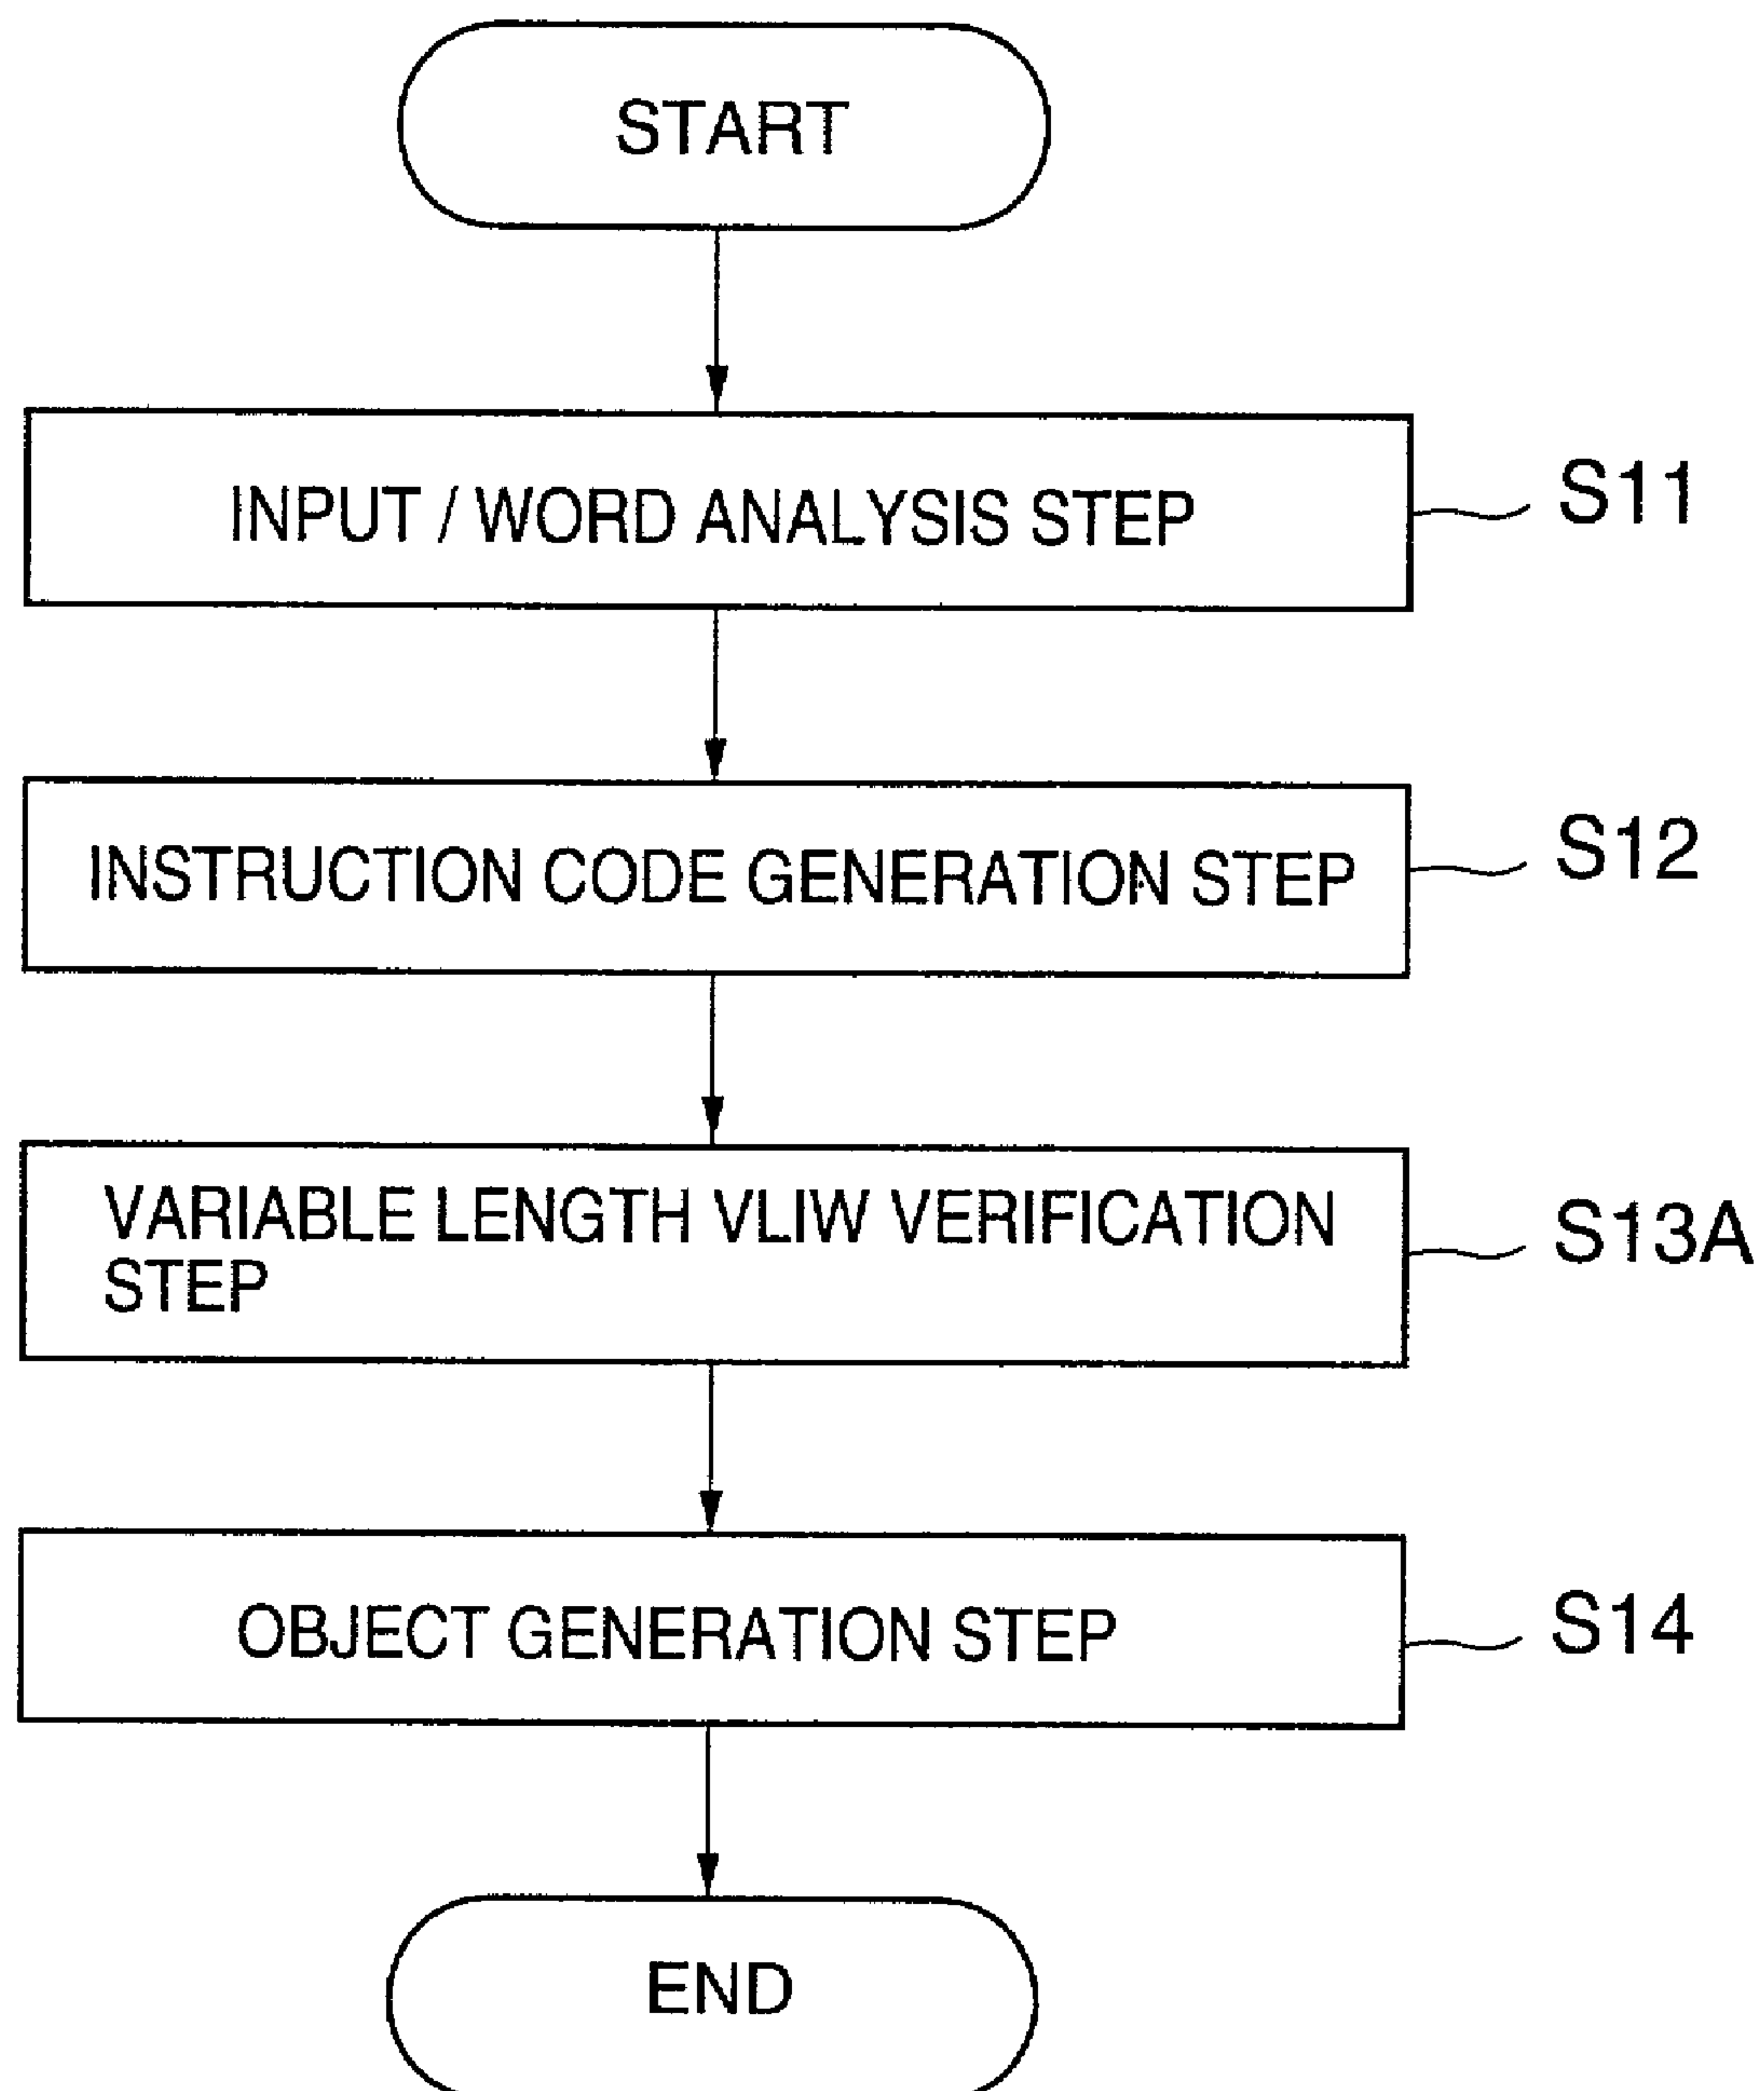 START
INPUT / WORD ANALYSIS STEP
S11
INSTRUCTION CODE GENERATION STEP
S12
VARIABLE LENGTH VLIW VERIFICATION
STEP
S13A
OBJECT GENERATION STEP
S14
END